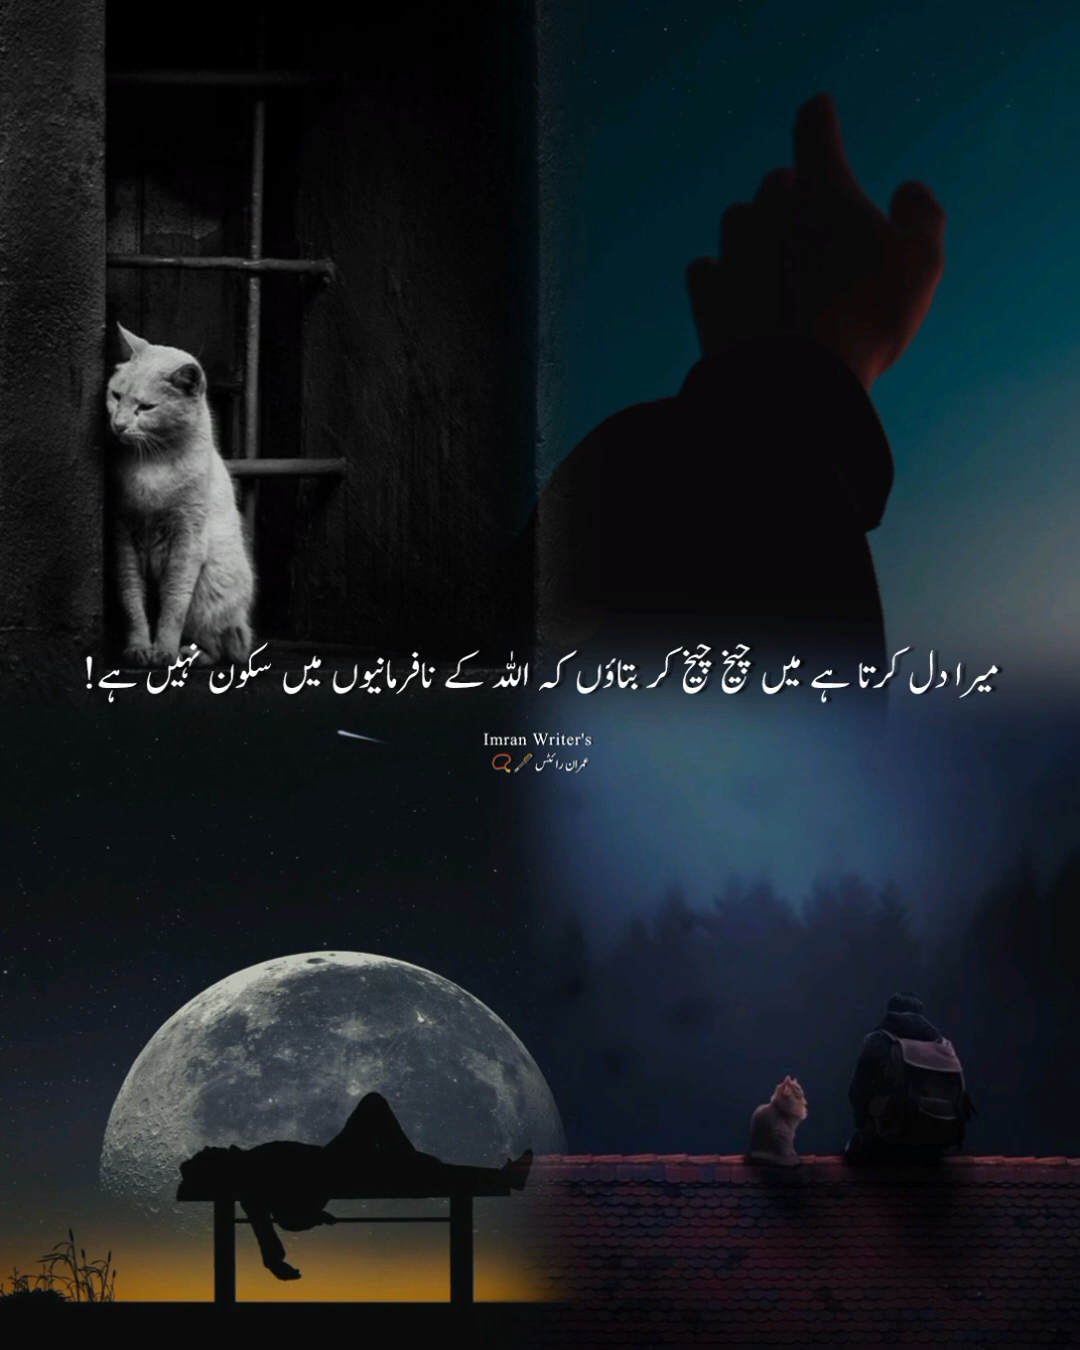 میرا دل کرتا ہے میں چیخ چیخ کر بتاؤں کہ اللہ کے نافرمانیوں میں سکون نہیں ہے!
Imran Writer's
عمران رائٹس